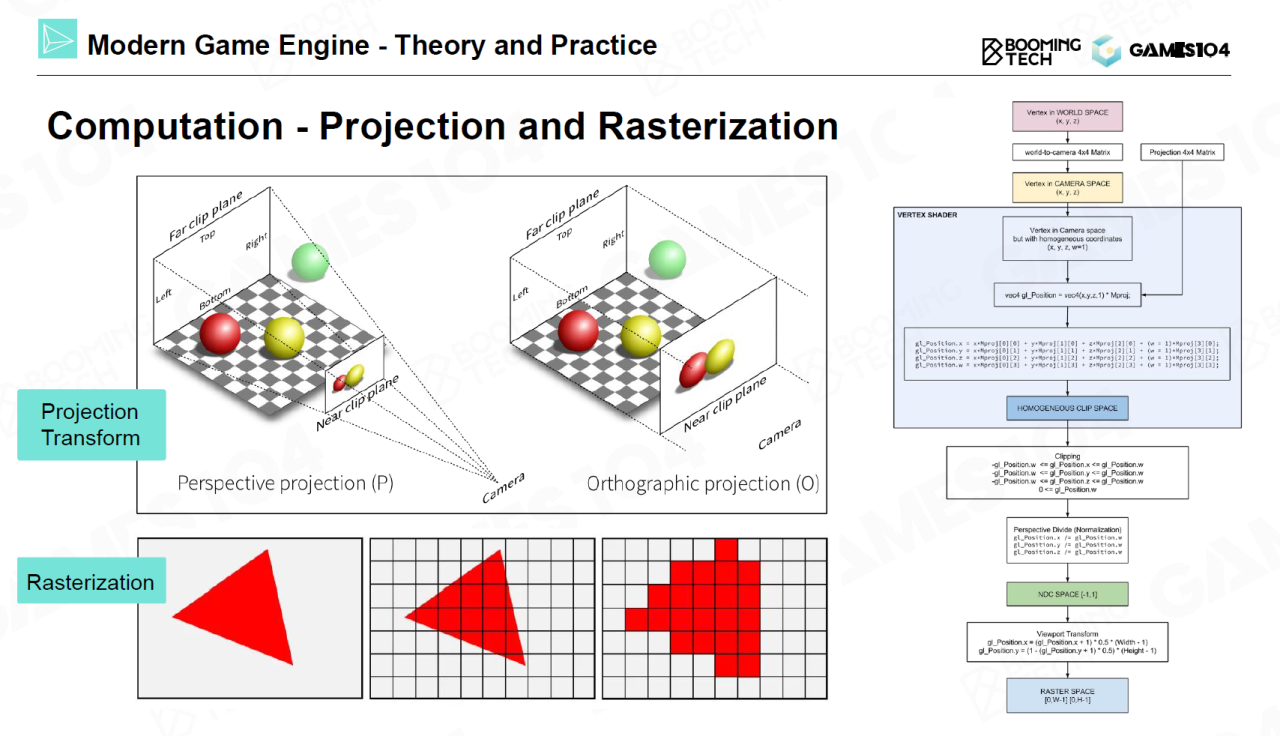 Modern Game Engine - Theory and Practice
BOOMING
TECH
GAMES104
Computation - Projection and Rasterization
Far clip plane
Top
Right
Left
Bottom
Near clip plane
Camera
Perspective projection (P)
Far clip plane
Top
Right
Left
Bottom
Near clip plane
Camera
Orthographic projection (O)
Projection
Transform
Rasterization
Vertex in WORLD SPACE
(x, y, z)
world-to-camera 4x4 Matrix
Projection 4x4 Matrix
Vertex in CAMERA SPACE
(x, y, z)
VERTEX SHADER
Vertex in Camera space
but with homogeneous coordinates
(x, y, z, w=1)
vec4 gl_Position = vec4(x,y,z,1) * Mproj;
gl_Position.x = x*Mproj[0][0] + y*Mproj[1][0] + z*Mproj[2][0] + (w = 1)*Mproj[3][0];
gl_Position.y = x*Mproj[0][1] + y*Mproj[1][1] + z*Mproj[2][1] + (w = 1)*Mproj[3][1];
gl_Position.z = x*Mproj[0][2] + y*Mproj[1][2] + z*Mproj[2][2] + (w = 1)*Mproj[3][2];
gl_Position.w = x*Mproj[0][3] + y*Mproj[1][3] + z*Mproj[2][3] + (w = 1)*Mproj[3][3];
HOMOGENEOUS CLIP SPACE
Clipping
-gl_Position.w <= gl_Position.x <= gl_Position.w
-gl_Position.w <= gl_Position.y <= gl_Position.w
-gl_Position.w <= gl_Position.z <= gl_Position.w
0 <= gl_Position.w
Perspective Divide (Normalization)
gl_Position.x /= gl_Position.w
gl_Position.y /= gl_Position.w
gl_Position.z /= gl_Position.w
NDC SPACE [-1,1]
Viewport Transform
gl_Position.x = (gl_Position.x + 1) * 0.5 * (Width - 1)
gl_Position.y = (1 - (gl_Position.y + 1) * 0.5) * (Height - 1)
RASTER SPACE
[0,W-1] [0,H-1]